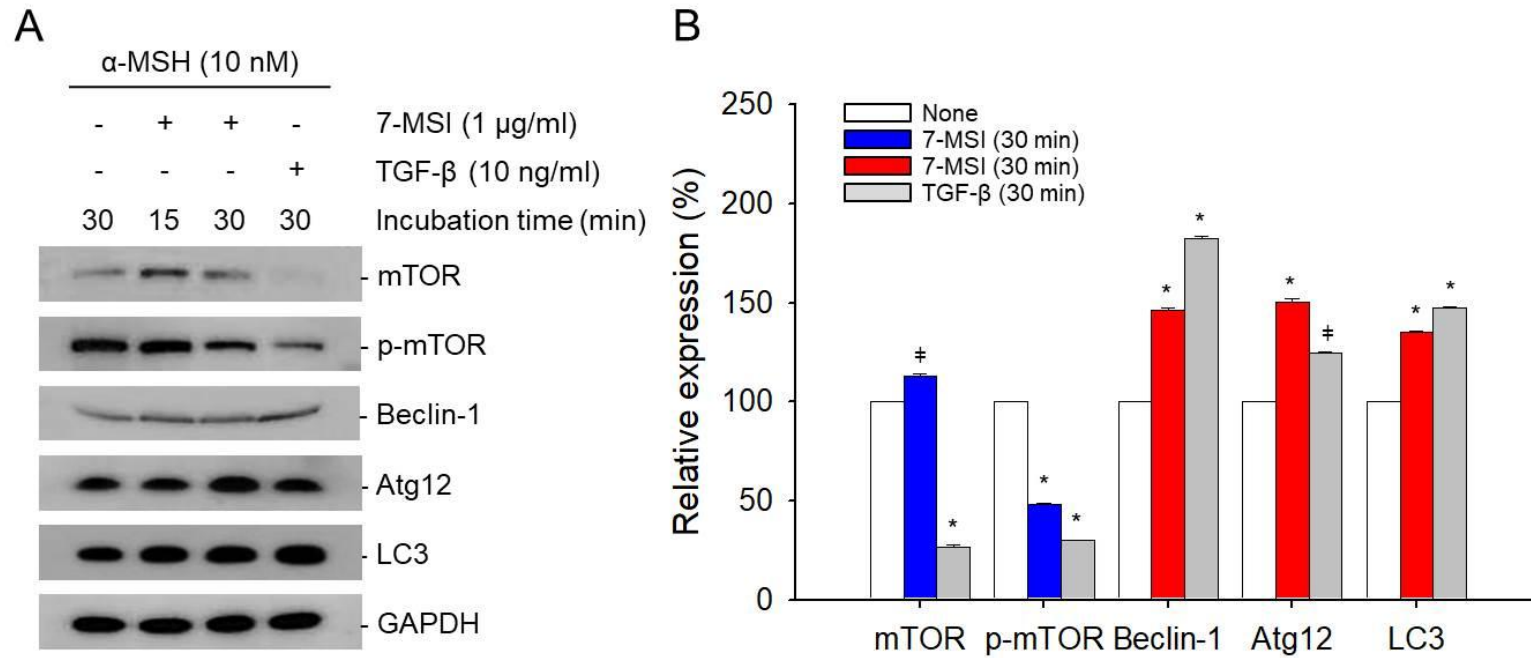 A
α-MSH (10 nM)
- + + - 7-MSI (1 µg/ml)
- - - + TGF-β (10 ng/ml)
30 15 30 30 Incubation time (min)
- mTOR
- p-mTOR
- Beclin-1
- Atg12
- LC3
- GAPDH
B
Relative expression (%)
250
200
150
100
50
0
None
7-MSI (30 min)
7-MSI (30 min)
TGF-β (30 min)
ǂ * * * * * * ǂ * *
mTOR p-mTOR Beclin-1 Atg12 LC3